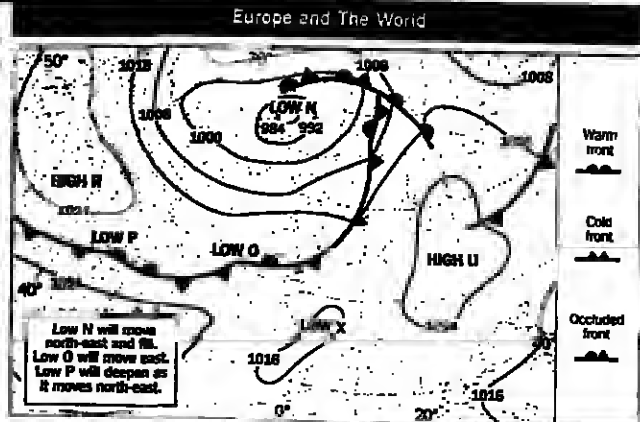 Europe and The World
50°
1016
1008
1008
LOW N
984 992
1008
1000
Warm
front
HIGH R
LOW P
LOW O
Cold
front
HIGH U
40°
Low X
Occluded
front
40°
Low N will move
north-east and fill.
Low O will move east.
Low P will deepen as
it moves north-east.
1016
1016
0°
20°